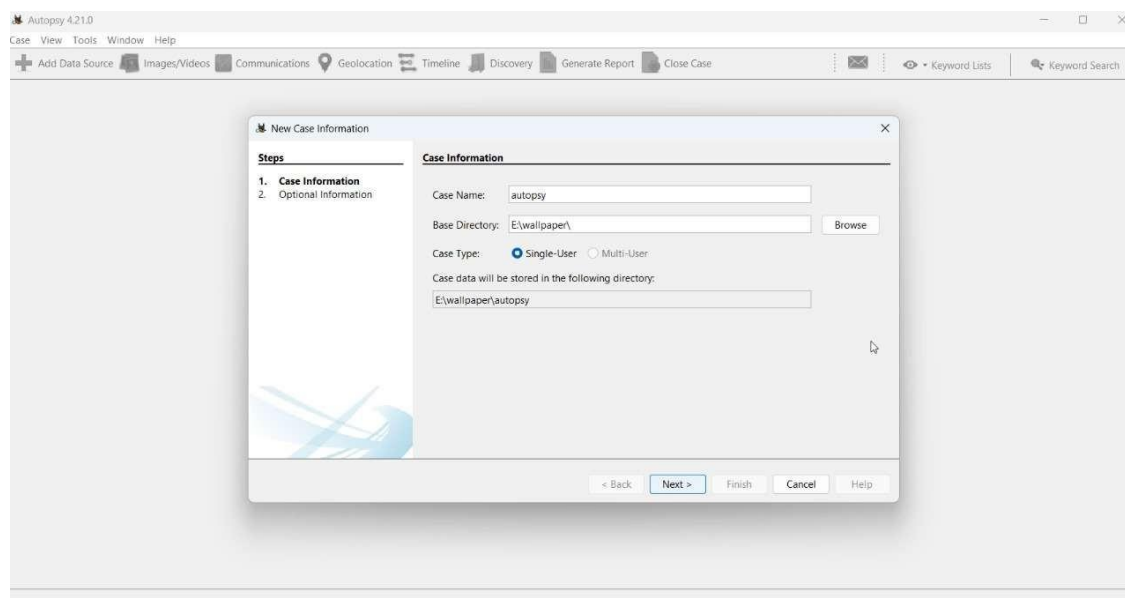 Autopsy 4.21.0
Case View Tools Window Help
Add Data Source Images/Videos Communications Geolocation Timeline Discovery Generate Report Close Case Keyword Lists Keyword Search
New Case Information
Steps
1. Case Information
2. Optional Information
Case Information
Case Name: autopsy
Base Directory: E:\wallpaper\ Browse
Case Type: Single-User Multi-User
Case data will be stored in the following directory:
E:\wallpaper\autopsy
< Back Next > Finish Cancel Help